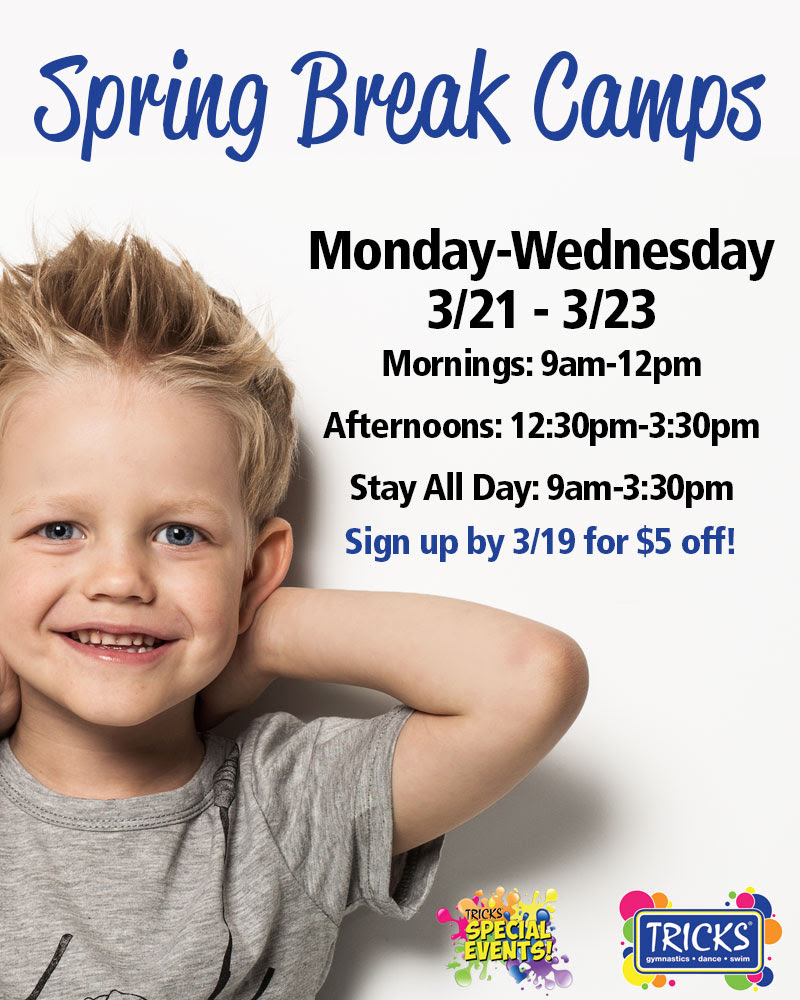 Spring Break Camps
Monday-Wednesday
3/21 - 3/23
Mornings: 9am-12pm
Afternoons: 12:30pm-3:30pm
Stay All Day: 9am-3:30pm
Sign up by 3/19 for $5 off!
TRICKS
SPECIAL
EVENTS!
TRICKS®
gymnastics • dance • swim